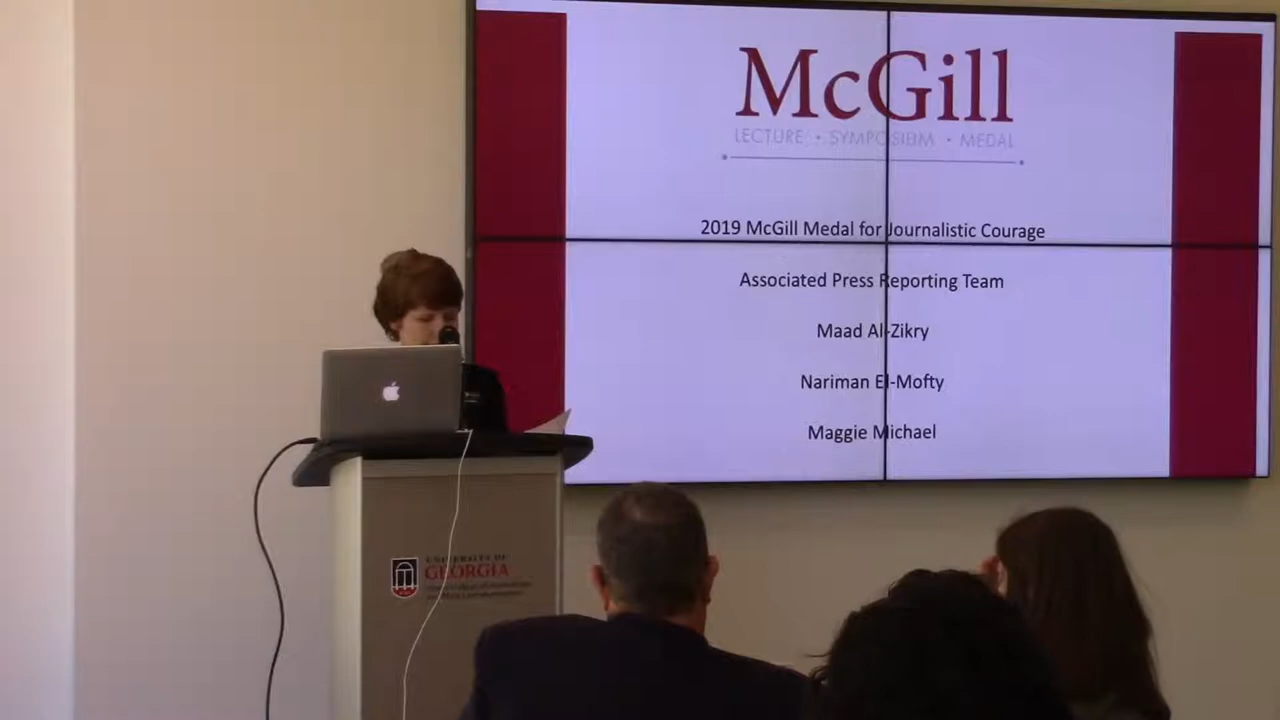 McGill
LECTURE • SYMPOSIUM • MEDAL
2019 McGill Medal for Journalistic Courage
Associated Press Reporting Team
Maad Al-Zikry
Nariman El-Mofty
Maggie Michael
UNIVERSITY OF
GEORGIA